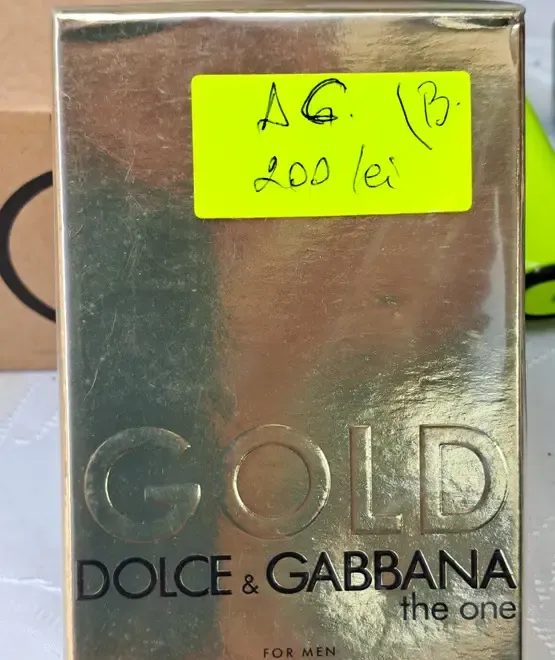 AG. (B.
200 lei
GOLD
DOLCE & GABBANA
the one
FOR MEN